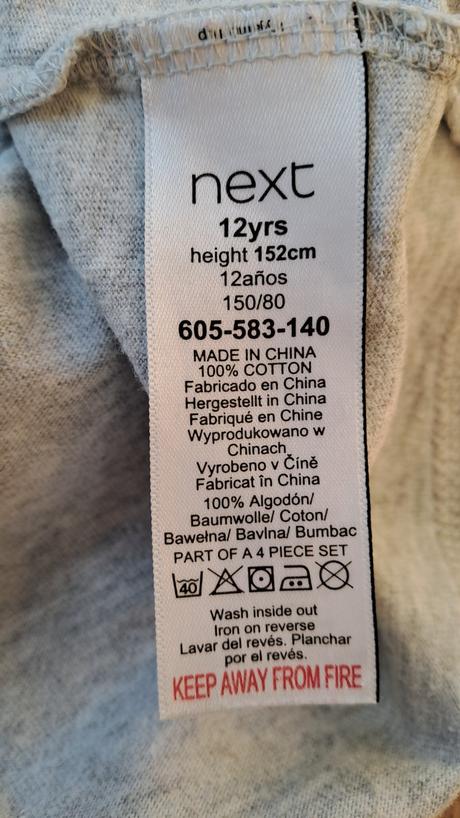 next
12yrs
height 152cm
12años
150/80
605-583-140
MADE IN CHINA
100% COTTON
Fabricado en China
Hergestellt in China
Fabriqué en Chine
Wyprodukowano w
Chinach
Vyrobeno v Číně
Fabricat în China
100% Algodón/
Baumwolle/ Coton/
Bawełna/ Bavlna/ Bumbac
PART OF A 4 PIECE SET
40
Wash inside out
Iron on reverse
Lavar del revés. Planchar
por el revés.
KEEP AWAY FROM FIRE